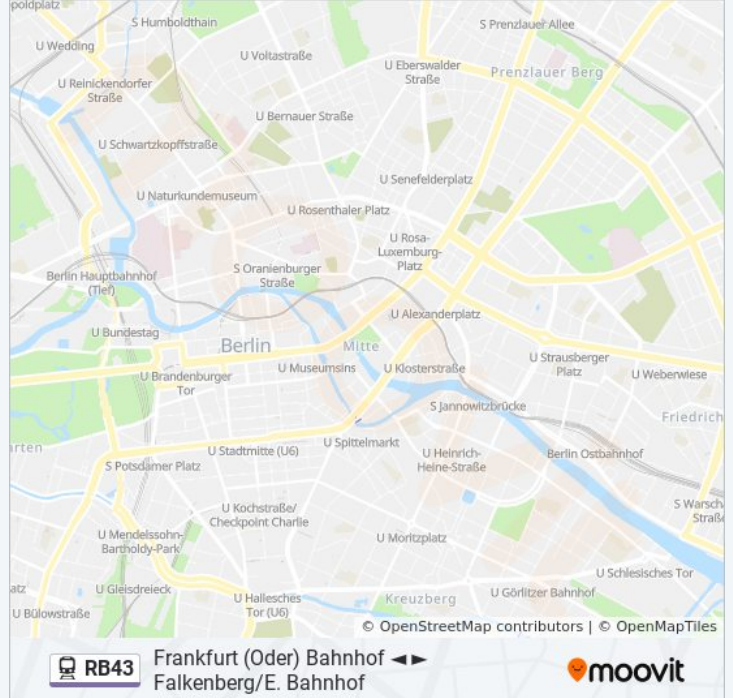 S Humboldthain
S Prenzlauer Allee
U Wedding
U Voltastraße
U Eberswalder
Straße
Prenzlauer Berg
U Reinickendorfer
Straße
U Bernauer Straße
U Schwartzkopffstraße
U Senefelderplatz
U Naturkundemuseum
U Rosenthaler Platz
U Rosa-
Luxemburg-
Platz
S Oranienburger
Straße
Berlin Hauptbahnhof
(Tief)
U Alexanderplatz
U Bundestag
Berlin
Mitte
U Strausberger
Platz
U Museumsins
U Klosterstraße
U Weberwiese
U Brandenburger
Tor
S Jannowitzbrücke
Friedrich
arten
U Spittelmarkt
U Stadtmitte (U6)
U Heinrich-
Heine-Straße
Berlin Ostbahnhof
S Potsdamer Platz
S Warsch
Straße
U Kochstraße/
Checkpoint Charlie
U Mendelssohn-
Bartholdy-Park
U Moritzplatz
U Schlesisches Tor
atz
U Gleisdreieck
U Hallesches
Tor (U6)
Kreuzberg
U Görlitzer Bahnhof
U Bülowstraße
© OpenStreetMap contributors | © OpenMapTiles
RB43
Frankfurt (Oder) Bahnhof ◄ ►
Falkenberg/E. Bahnhof
moovit